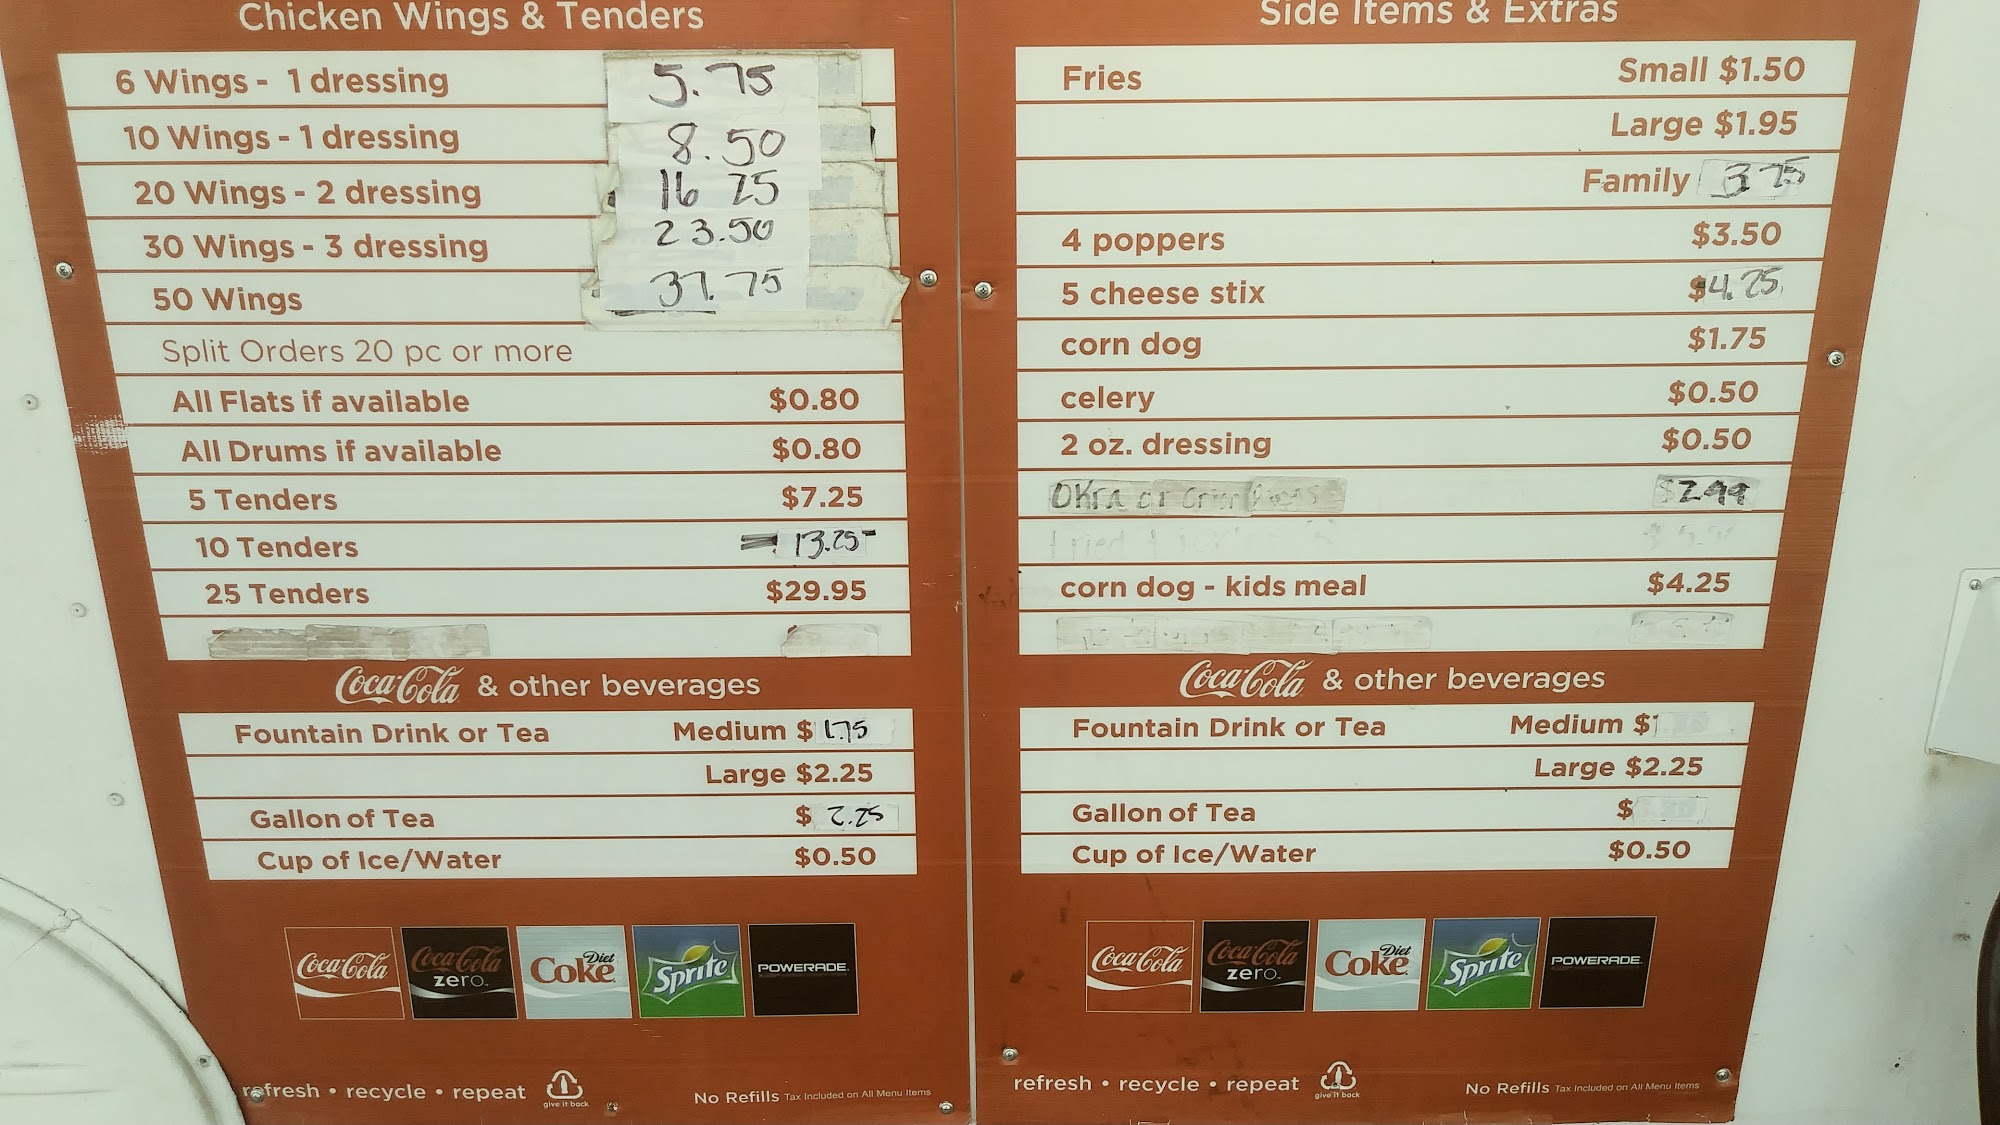 Chicken Wings & Tenders
6 Wings - 1 dressing 5.75
10 Wings - 1 dressing 8.50
20 Wings - 2 dressing 16 25
30 Wings - 3 dressing 23.50
50 Wings 37.75
Split Orders 20 pc or more
All Flats if available $0.80
All Drums if available $0.80
5 Tenders $7.25
10 Tenders 13.25
25 Tenders $29.95
Coca-Cola & other beverages
Fountain Drink or Tea Medium $ 1.75
Large $2.25
Gallon of Tea $ 2.25
Cup of Ice/Water $0.50
Coca-Cola
Coca-Cola zero
Diet Coke
Sprite
POWERADE
refresh • recycle • repeat
give it back
No Refills Tax Included on All Menu Items
Side Items & Extras
Fries Small $1.50
Large $1.95
Family 3.75
4 poppers $3.50
5 cheese stix $4.25
corn dog $1.75
celery $0.50
2 oz. dressing $0.50
OKra or $2.99
corn dog - kids meal $4.25
Coca-Cola & other beverages
Fountain Drink or Tea Medium $1
Large $2.25
Gallon of Tea $
Cup of Ice/Water $0.50
Coca-Cola
Coca-Cola zero
Diet Coke
Sprite
POWERADE
refresh • recycle • repeat
give it back
No Refills Tax Included on All Menu Items